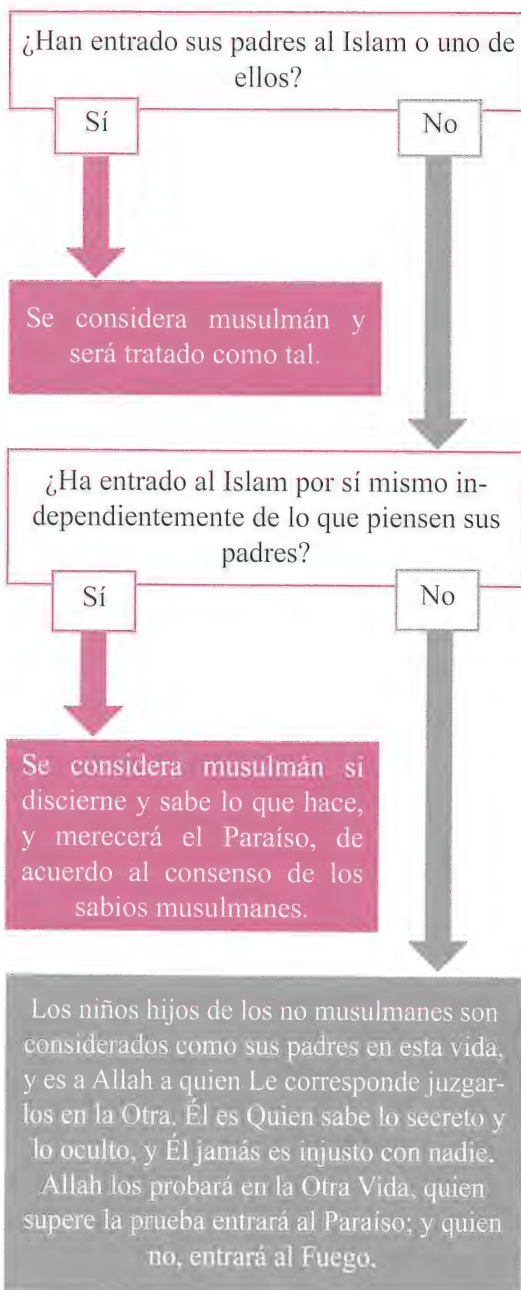 ¿Han entrado sus padres al Islam o uno de
ellos?
Sí
No
Se considera musulmán y
será tratado como tal.
¿Ha entrado al Islam por sí mismo in-
dependientemente de lo que piensen sus
padres?
Sí
No
Se considera musulmán si
discierne y sabe lo que hace,
y merecerá el Paraíso, de
acuerdo al consenso de los
sabios musulmanes.
Los niños hijos de los no musulmanes son
considerados como sus padres en esta vida,
y es a Allah a quien Le corresponde juzgar-
los en la Otra. Él es Quien sabe lo secreto y
lo oculto, y Él jamás es injusto con nadie.
Allah los probará en la Otra Vida, quien
supere la prueba entrará al Paraíso; y quien
no, entrará al Fuego.